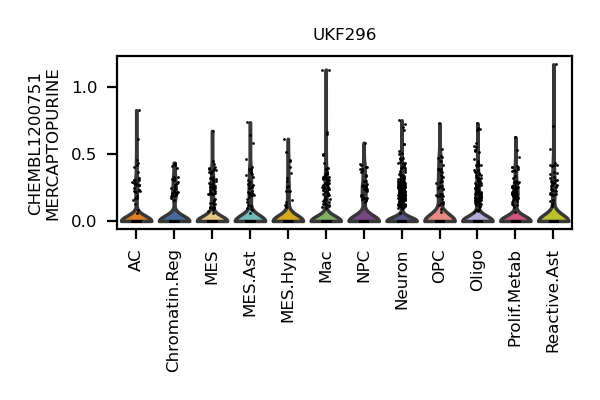 UKF296
CHEMBL1200751
MERCAPTOPURINE
1.0
0.5
0.0
AC
Chromatin.Reg
MES
MES.Ast
MES.Hyp
Mac
NPC
Neuron
OPC
Oligo
Prolif.Metab
Reactive.Ast